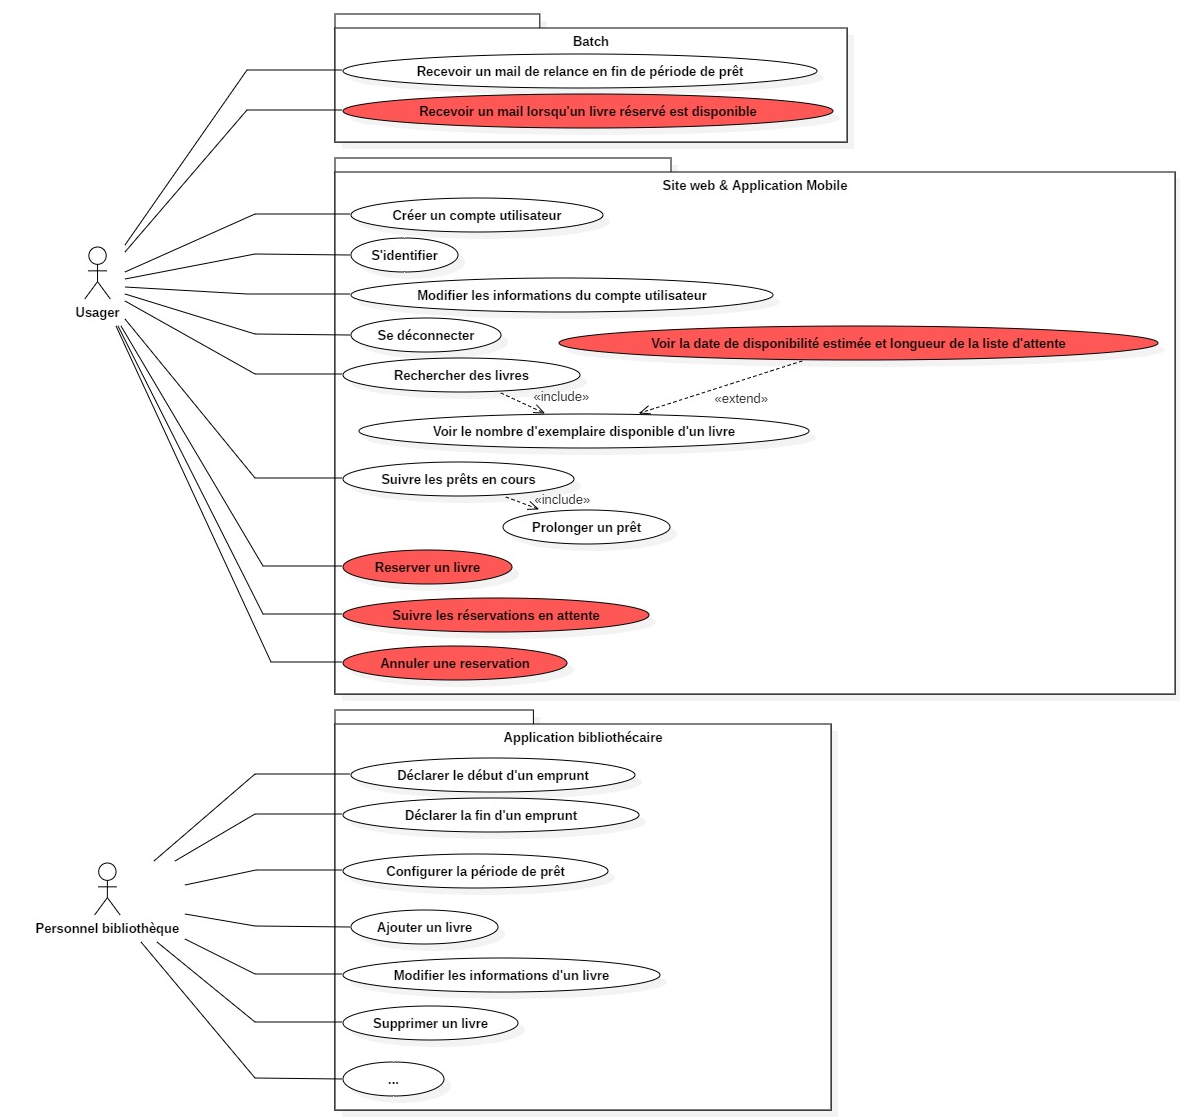 Batch
Recevoir un mail de relance en fin de période de prêt
Recevoir un mail lorsqu'un livre réservé est disponible
Site web & Application Mobile
Créer un compte utilisateur
S'identifier
Modifier les informations du compte utilisateur
Usager
Se déconnecter
Voir la date de disponibilité estimée et longueur de la liste d'attente
Rechercher des livres
«include»
«extend»
Voir le nombre d'exemplaire disponible d'un livre
Suivre les prêts en cours
«include»
Prolonger un prêt
Reserver un livre
Suivre les réservations en attente
Annuler une reservation
Application bibliothécaire
Déclarer le début d'un emprunt
Déclarer la fin d'un emprunt
Configurer la période de prêt
Ajouter un livre
Personnel bibliothèque
Modifier les informations d'un livre
Supprimer un livre
...